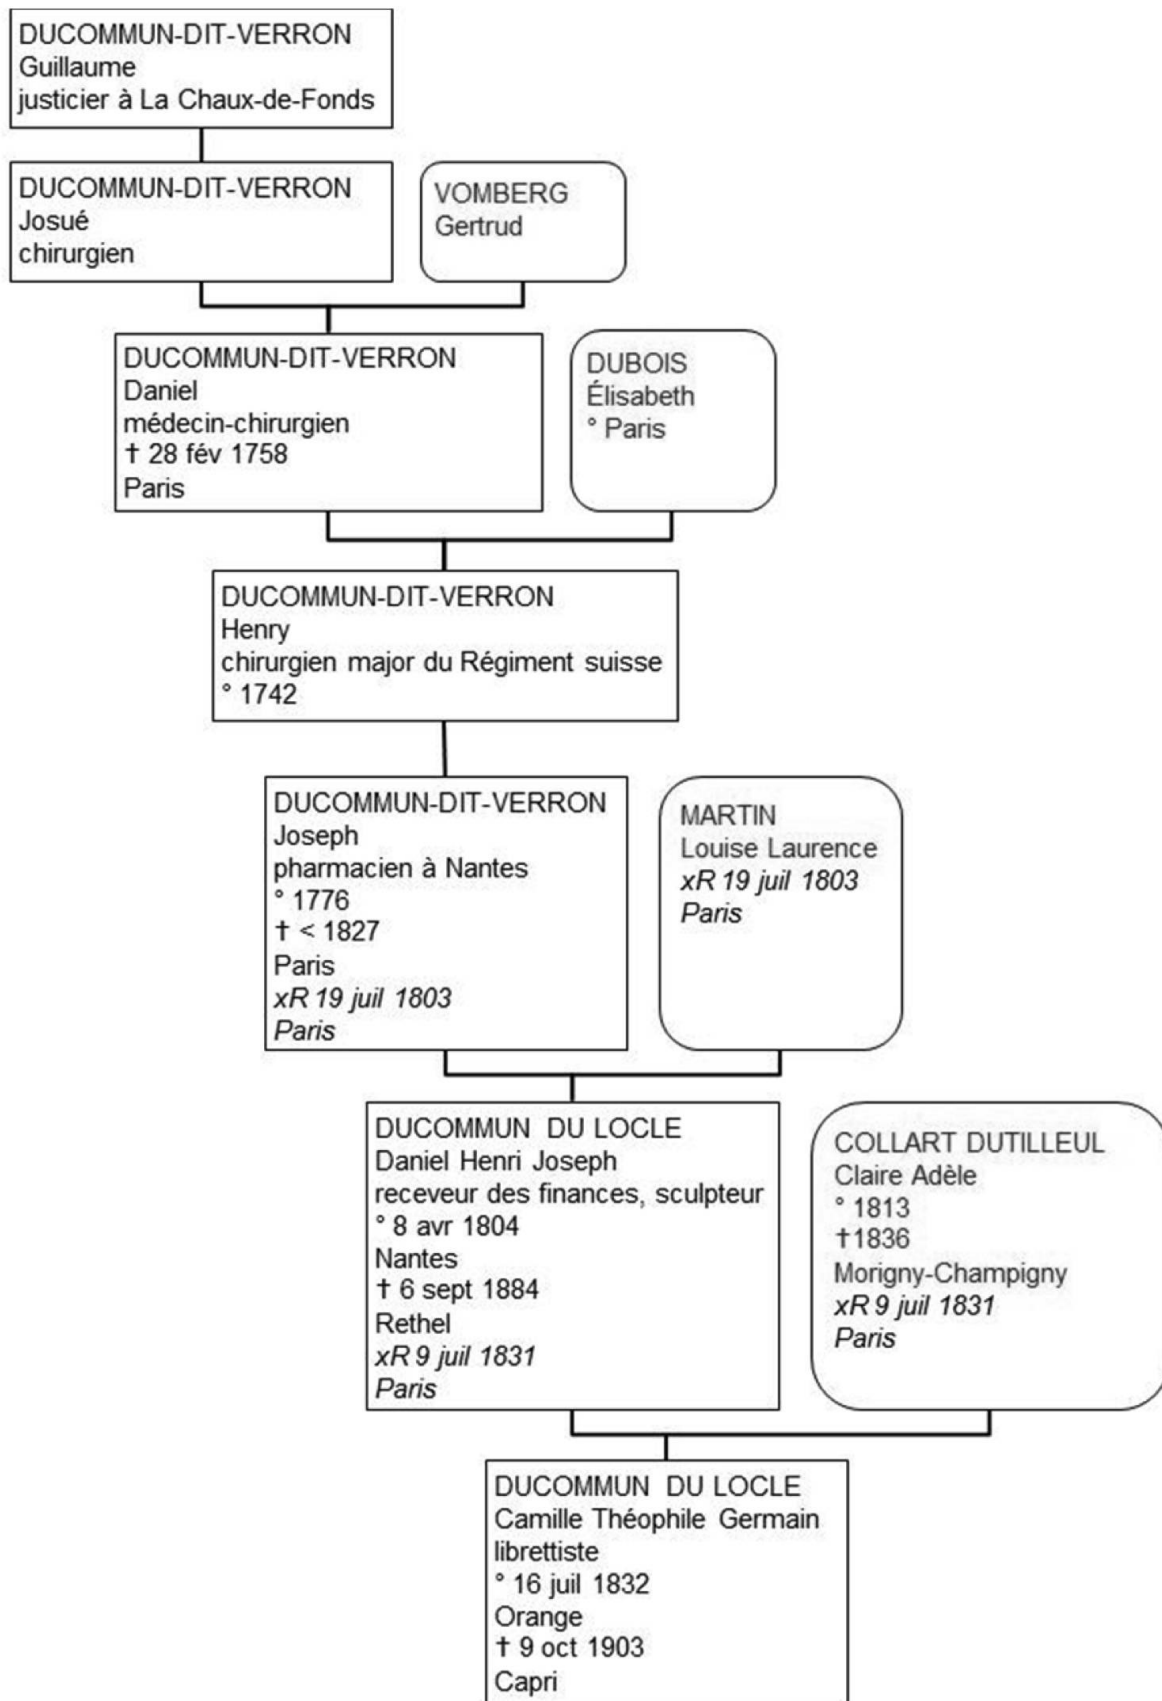 DUCOMMUN-DIT-VERRON
Guillaume
justicier à La Chaux-de-Fonds
DUCOMMUN-DIT-VERRON
Josué
chirurgien
VOMBERG
Gertrud
DUCOMMUN-DIT-VERRON
Daniel
médecin-chirurgien
† 28 fév 1758
Paris
DUBOIS
Élisabeth
° Paris
DUCOMMUN-DIT-VERRON
Henry
chirurgien major du Régiment suisse
° 1742
DUCOMMUN-DIT-VERRON
Joseph
pharmacien à Nantes
° 1776
† < 1827
Paris
xR 19 juil 1803
Paris
MARTIN
Louise Laurence
xR 19 juil 1803
Paris
DUCOMMUN DU LOCLE
Daniel Henri Joseph
receveur des finances, sculpteur
° 8 avr 1804
Nantes
† 6 sept 1884
Rethel
xR 9 juil 1831
Paris
COLLART DUTILLEUL
Claire Adèle
° 1813
†1836
Morigny-Champigny
xR 9 juil 1831
Paris
DUCOMMUN DU LOCLE
Camille Théophile Germain
librettiste
° 16 juil 1832
Orange
† 9 oct 1903
Capri